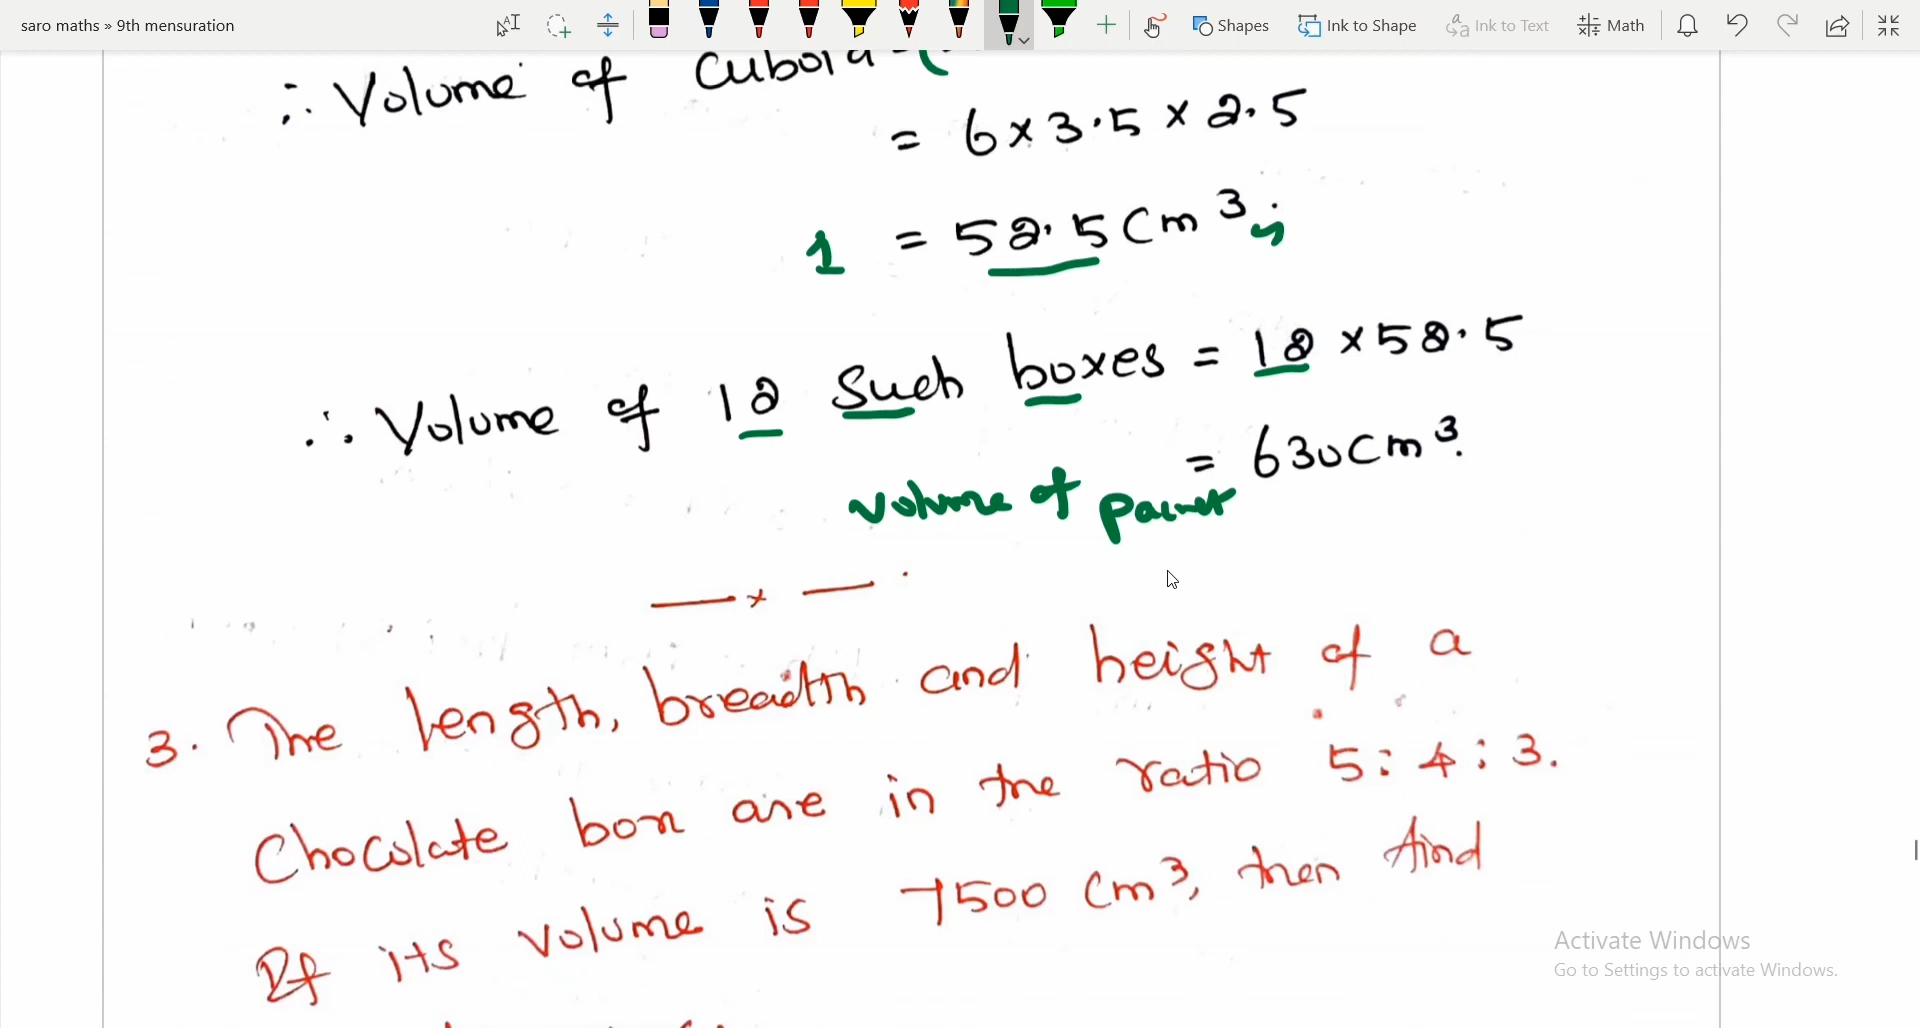 saro maths » 9th mensuration
Shapes Ink to Shape Ink to Text Math
∴ Volume of Cuboid = (
= 6 × 3.5 × 2.5
1 = 52.5 Cm³
∴ Volume of 12 Such boxes = 12 × 52.5
= 630 Cm³.
volume of packet
3. The length, breadth and height of a
Chocolate box are in the ratio 5 : 4 : 3.
If its volume is 7500 Cm³, then find
Activate Windows
Go to Settings to activate Windows.